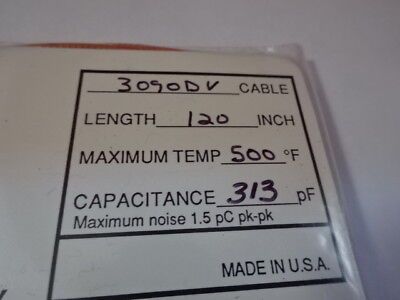 3090DV CABLE
LENGTH 120 INCH
MAXIMUM TEMP 500 °F
CAPACITANCE 313 pF
Maximum noise 1.5 pC pk-pk
MADE IN U.S.A.